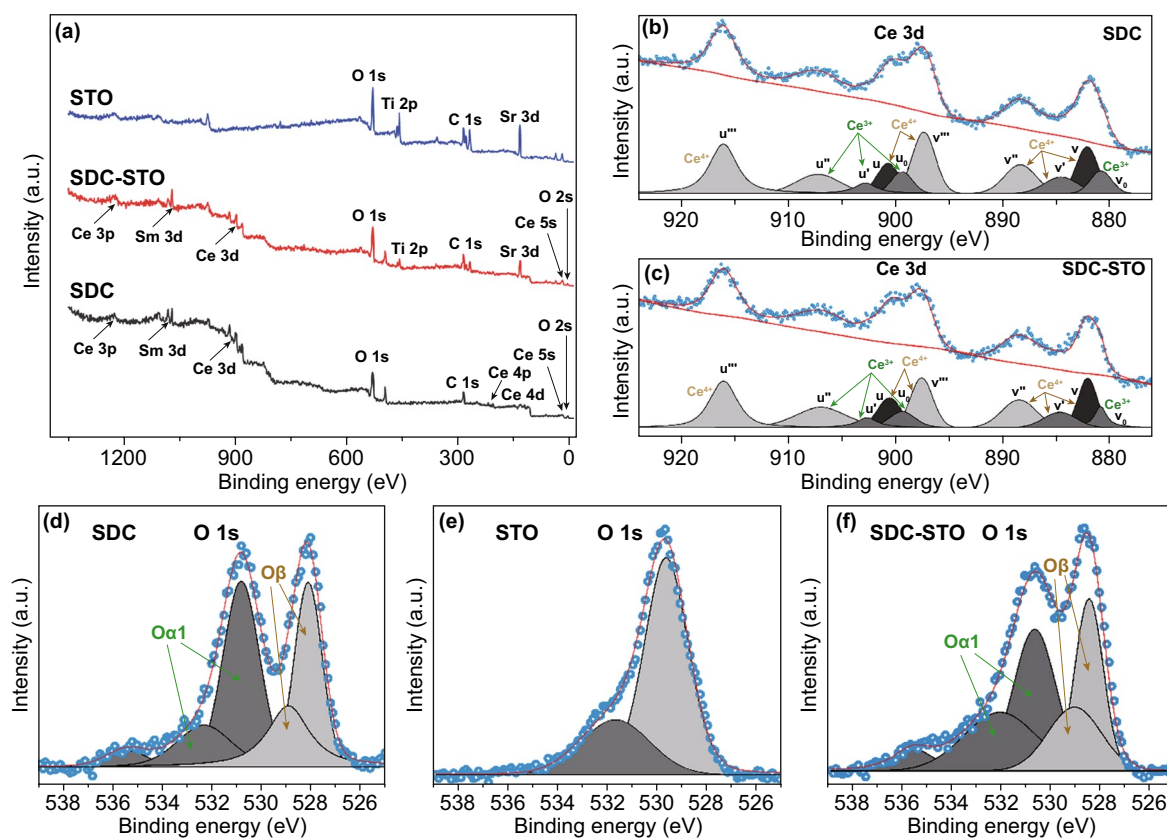 (a)
STO
O 1s
Ti 2p
C 1s
Sr 3d
SDC-STO
O 2s
Ce 5s
O 1s
Ce 3p
Sm 3d
Ce 3d
Ti 2p
C 1s
Sr 3d
SDC
O 2s
Ce 5s
Ce 3p
Sm 3d
Ce 3d
O 1s
C 1s
Ce 4p
Ce 4d
Intensity (a.u.)
1200 900 600 300 0
Binding energy (eV)
(b) Ce 3d SDC
Ce³⁺ Ce⁴⁺
Ce⁴⁺ u''' u'' u' u u₀ v''' v'' Ce⁴⁺ v' v Ce³⁺ v₀
Intensity (a.u.)
920 910 900 890 880
Binding energy (eV)
(c) Ce 3d SDC-STO
Ce³⁺ Ce⁴⁺
Ce⁴⁺ u''' u'' u' u u₀ v''' v'' Ce⁴⁺ v' v Ce³⁺ v₀
Intensity (a.u.)
920 910 900 890 880
Binding energy (eV)
(d) SDC O 1s
Oβ
Oα1
Intensity (a.u.)
538 536 534 532 530 528 526
Binding energy (eV)
(e) STO O 1s
Intensity (a.u.)
538 536 534 532 530 528 526
Binding energy (eV)
(f) SDC-STO O 1s
Oβ
Oα1
Intensity (a.u.)
538 536 534 532 530 528 526
Binding energy (eV)